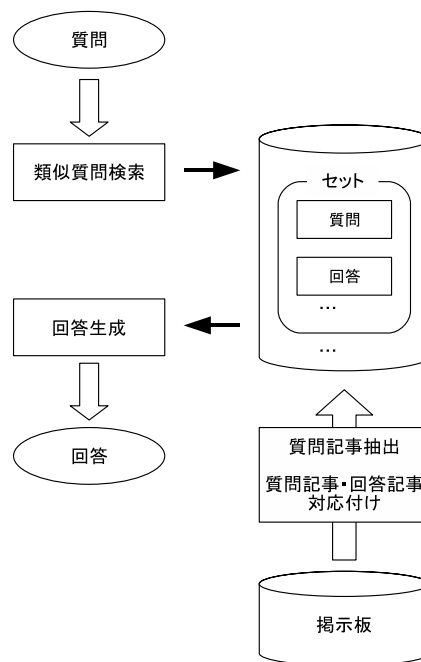 質問
類似質問検索
セット
質問
回答
…
…
回答生成
回答
質問記事抽出
質問記事・回答記事
対応付け
掲示板